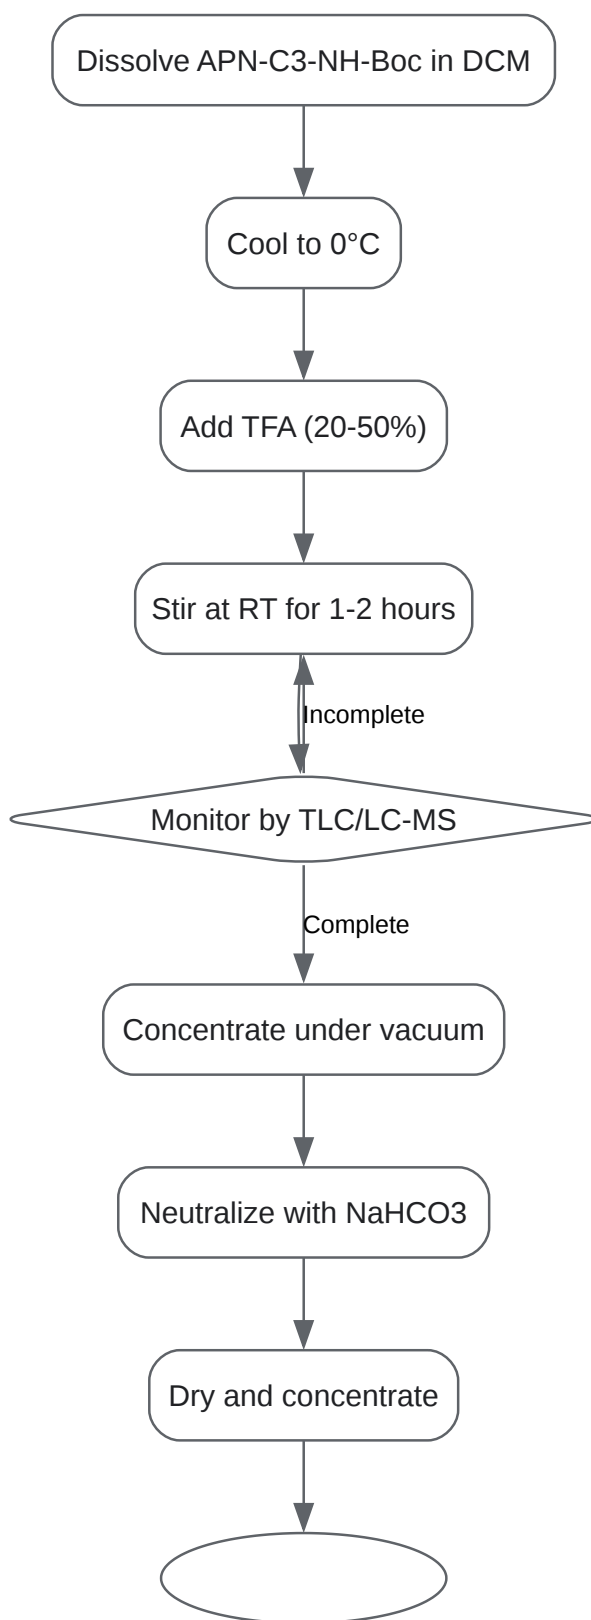 Dissolve APN-C3-NH-Boc in DCM
Cool to 0°C
Add TFA (20-50%)
Stir at RT for 1-2 hours
Incomplete
Monitor by TLC/LC-MS
Complete
Concentrate under vacuum
Neutralize with NaHCO3
Dry and concentrate